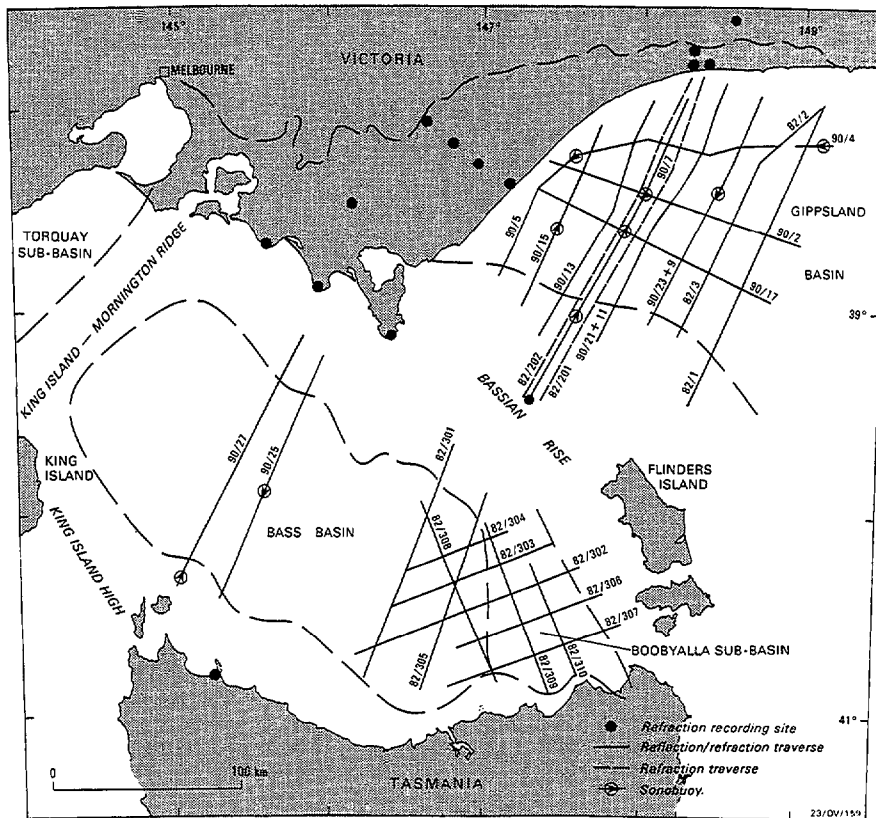 145°
147°
149°
VICTORIA
MELBOURNE
82/2
90/4
90/7
GIPPSLAND
BASIN
90/5
90/15
90/13
90/2
90/23 + 9
82/3
90/17
TORQUAY
SUB-BASIN
KING ISLAND - MORNINGTON RIDGE
39°
82/202
82/201
90/21 + 11
82/1
BASSIAN
RISE
90/27
90/25
82/301
KING
ISLAND
FLINDERS
ISLAND
BASS BASIN
82/308
82/304
82/303
82/302
82/306
82/307
KING ISLAND HIGH
BOOBYALLA SUB-BASIN
82/305
82/309
82/310
41°
Refraction recording site
Reflection/refraction traverse
Refraction traverse
Sonobuoy.
0
100 km
TASMANIA
23/OV/159